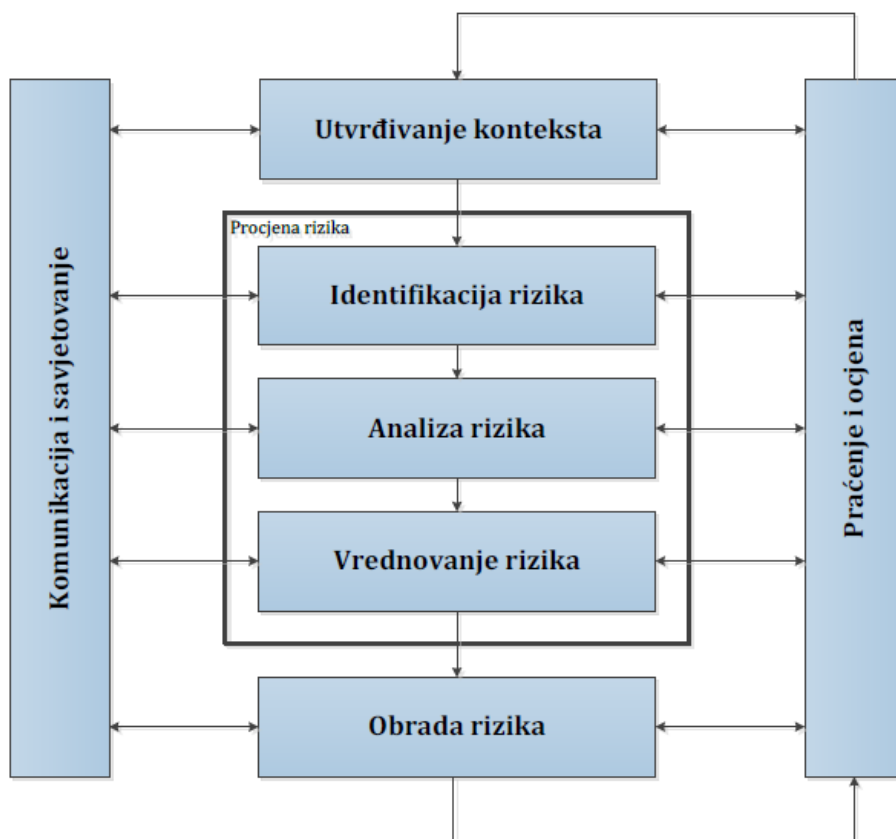 Utvrđivanje konteksta
Procjena rizika
Identifikacija rizika
Analiza rizika
Vrednovanje rizika
Obrada rizika
Komunikacija i savjetovanje
Praćenje i ocjena